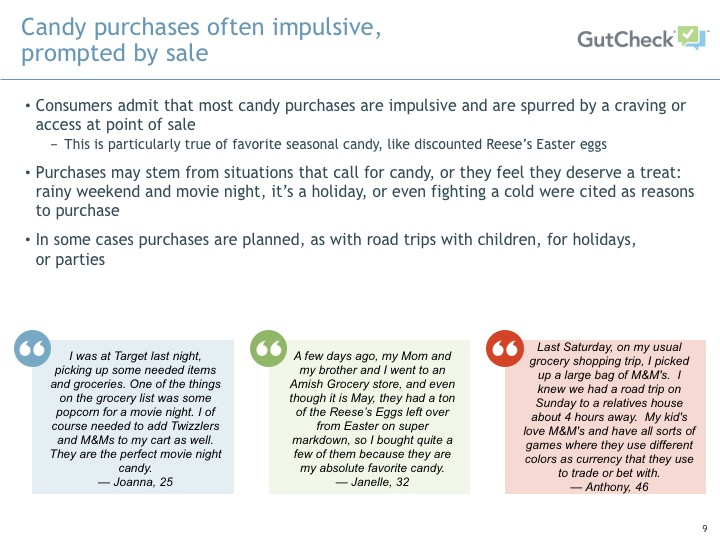 Candy purchases often impulsive,
prompted by sale
GutCheck
• Consumers admit that most candy purchases are impulsive and are spurred by a craving or
access at point of sale
– This is particularly true of favorite seasonal candy, like discounted Reese's Easter eggs
• Purchases may stem from situations that call for candy, or they feel they deserve a treat:
rainy weekend and movie night, it's a holiday, or even fighting a cold were cited as reasons
to purchase
• In some cases purchases are planned, as with road trips with children, for holidays,
or parties
I was at Target last night,
picking up some needed items
and groceries. One of the things
on the grocery list was some
popcorn for a movie night. I of
course needed to add Twizzlers
and M&Ms to my cart as well.
They are the perfect movie night
candy.
— Joanna, 25
A few days ago, my Mom and
my brother and I went to an
Amish Grocery store, and even
though it is May, they had a ton
of the Reese's Eggs left over
from Easter on super
markdown, so I bought quite a
few of them because they are
my absolute favorite candy.
— Janelle, 32
Last Saturday, on my usual
grocery shopping trip, I picked
up a large bag of M&M's. I
knew we had a road trip on
Sunday to a relatives house
about 4 hours away. My kid's
love M&M's and have all sorts of
games where they use different
colors as currency that they use
to trade or bet with.
— Anthony, 46
9